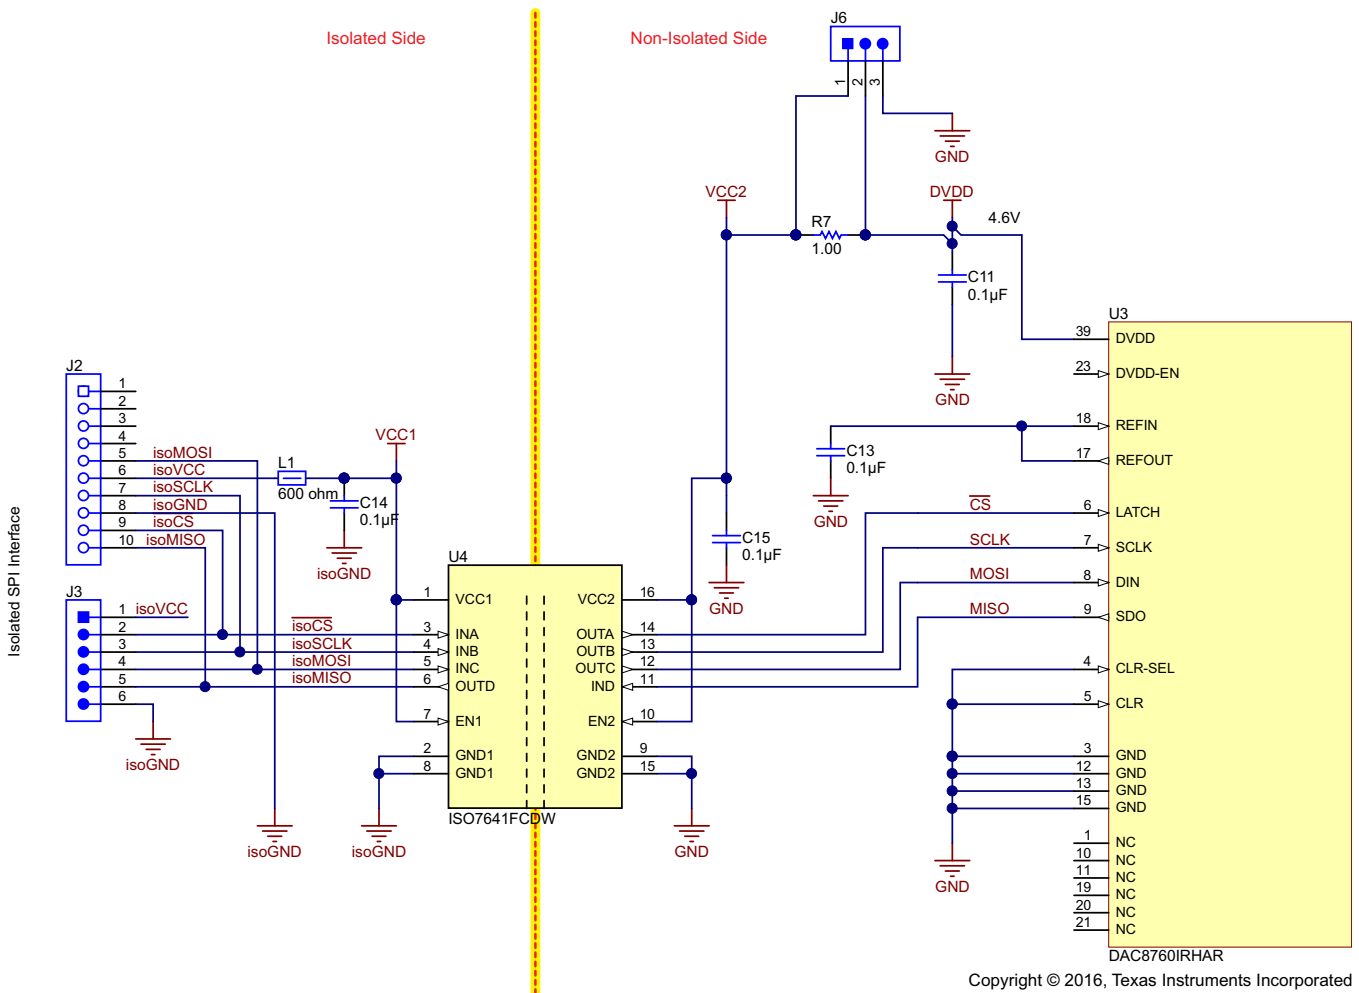 Isolated Side
Non-Isolated Side
J6
1
2
3
GND
VCC2
DVDD
4.6V
R7
1.00
C11
0.1µF
GND
Isolated SPI Interface
J2
1
2
3
4
5 isoMOSI
6 isoVCC
7 isoSCLK
8 isoGND
9 isoCS
10 isoMISO
L1
600 ohm
VCC1
C14
0.1µF
isoGND
J3
1 isoVCC
2
3
4
5
6
isoGND
isoCS
isoSCLK
isoMOSI
isoMISO
isoGND
isoGND
U4
1 VCC1
3 INA
4 INB
5 INC
6 OUTD
7 EN1
2 GND1
8 GND1
VCC2 16
OUTA 14
OUTB 13
OUTC 12
IND 11
EN2 10
GND2 9
GND2 15
ISO7641FCDW
C15
0.1µF
GND
GND
C13
0.1µF
GND
CS
SCLK
MOSI
MISO
GND
U3
39 DVDD
23 DVDD-EN
18 REFIN
17 REFOUT
6 LATCH
7 SCLK
8 DIN
9 SDO
4 CLR-SEL
5 CLR
3 GND
12 GND
13 GND
15 GND
1 NC
10 NC
11 NC
19 NC
20 NC
21 NC
DAC8760IRHAR
Copyright © 2016, Texas Instruments Incorporated